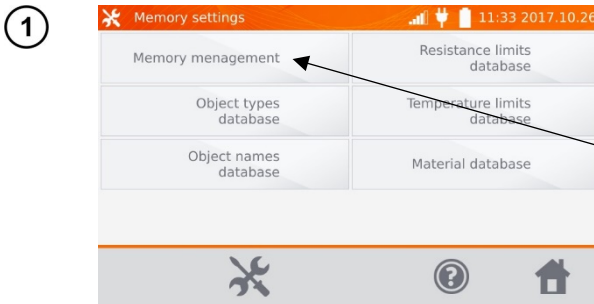 1
Memory settings 11:33 2017.10.26
Memory menagement
Resistance limits
database
Object types
database
Temperature limits
database
Object names
database
Material database
?